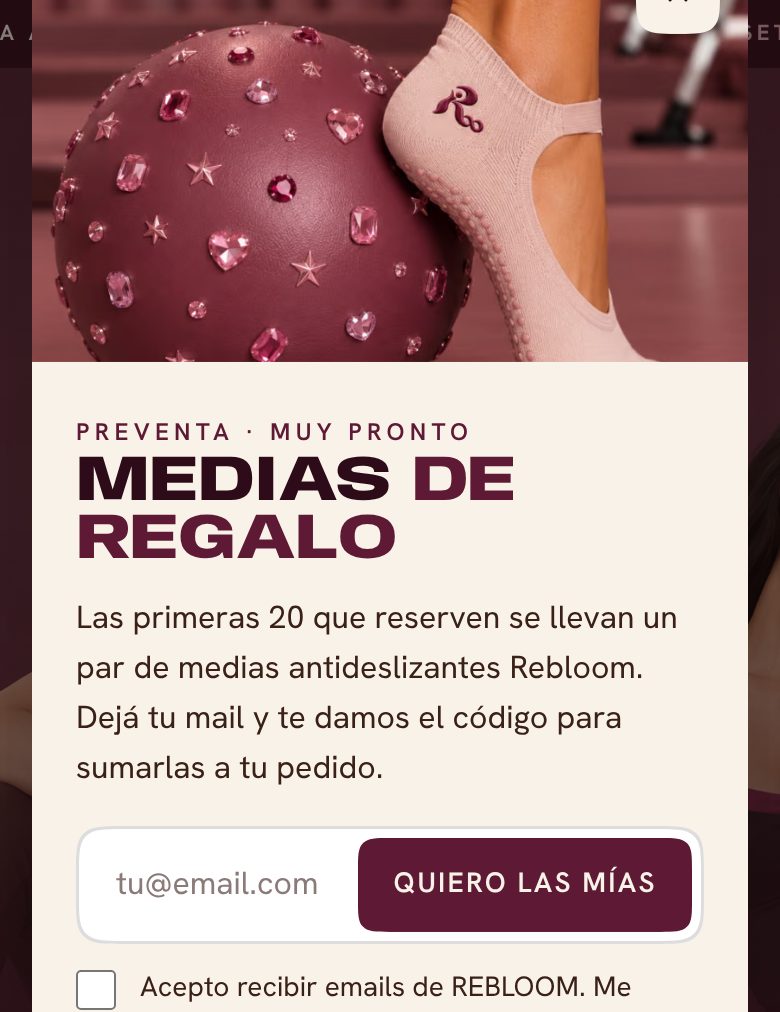 PREVENTA · MUY PRONTO
MEDIAS DE
REGALO
Las primeras 20 que reserven se llevan un
par de medias antideslizantes Rebloom.
Dejá tu mail y te damos el código para
sumarlas a tu pedido.
tu@email.com QUIERO LAS MÍAS
Acepto recibir emails de REBLOOM. Me